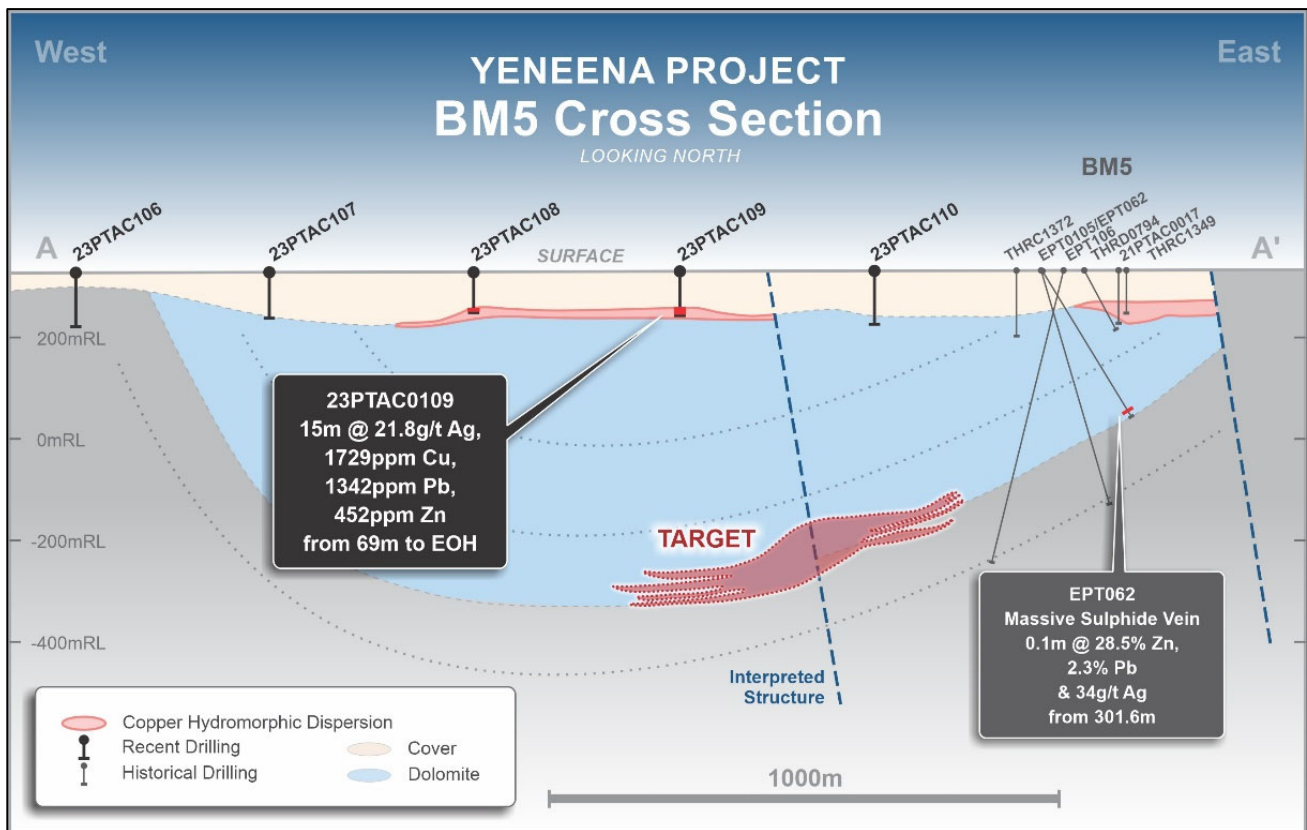 West
East
YENEENA PROJECT
BM5 Cross Section
LOOKING NORTH
BM5
A
23PTAC106
23PTAC107
23PTAC108
SURFACE
23PTAC109
23PTAC110
THRC1372
EPT0105/EPT062
EPT106
THRD0794
21PTAC0017
THRC1349
A'
200mRL
0mRL
-200mRL
-400mRL
23PTAC0109
15m @ 21.8g/t Ag,
1729ppm Cu,
1342ppm Pb,
452ppm Zn
from 69m to EOH
TARGET
EPT062
Massive Sulphide Vein
0.1m @ 28.5% Zn,
2.3% Pb
& 34g/t Ag
from 301.6m
Interpreted
Structure
Copper Hydromorphic Dispersion
Recent Drilling
Cover
Historical Drilling
Dolomite
1000m